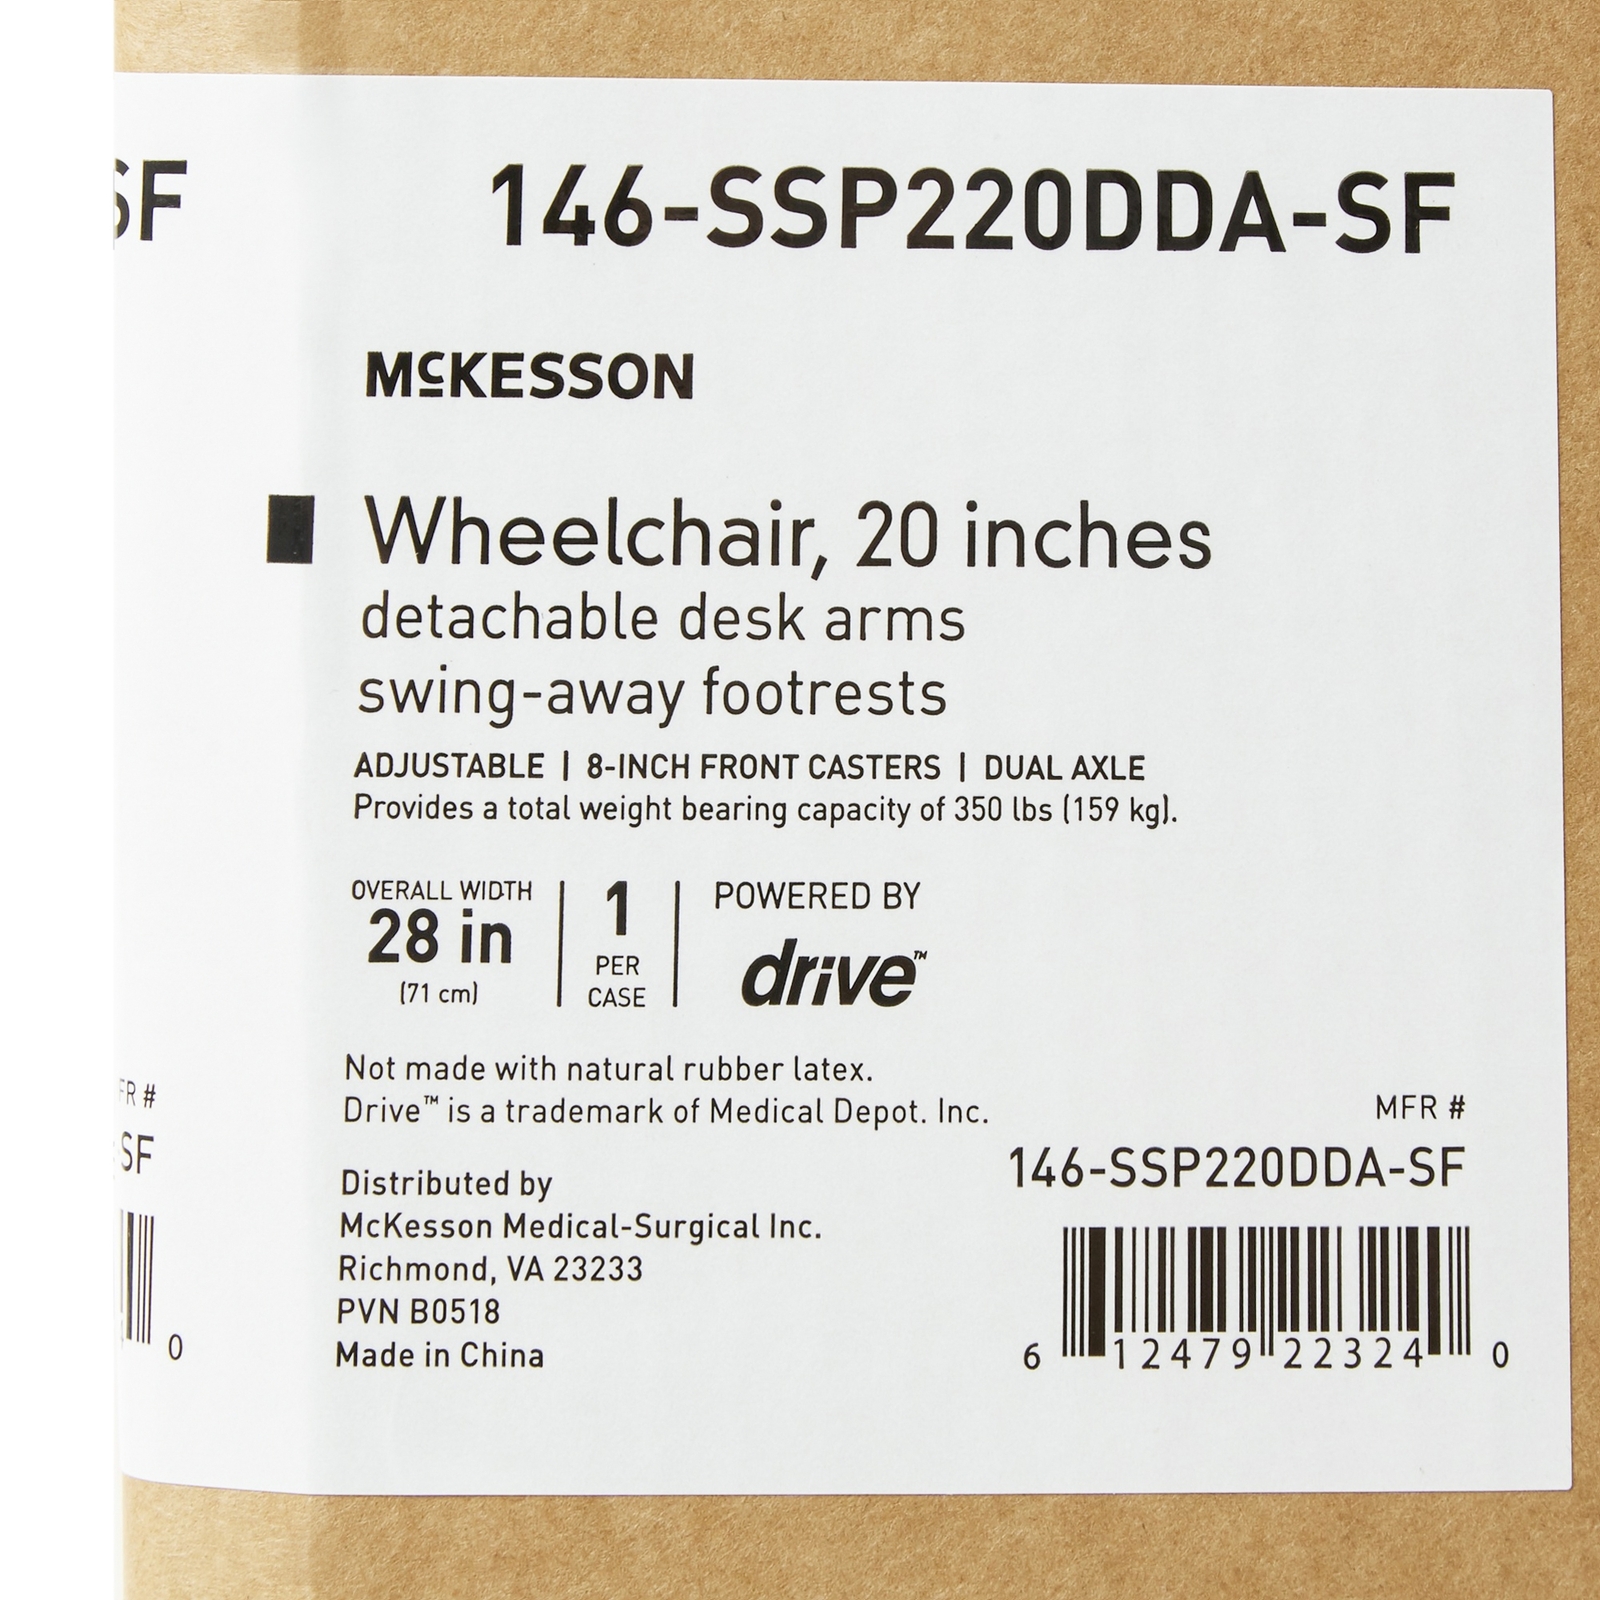 SF
146-SSP220DDA-SF
McKESSON
Wheelchair, 20 inches
detachable desk arms
swing-away footrests
ADJUSTABLE | 8-INCH FRONT CASTERS | DUAL AXLE
Provides a total weight bearing capacity of 350 lbs (159 kg).
OVERALL WIDTH
28 in
(71 cm)
1
PER
CASE
POWERED BY
drive™
Not made with natural rubber latex.
Drive™ is a trademark of Medical Depot. Inc.
Distributed by
McKesson Medical-Surgical Inc.
Richmond, VA 23233
PVN B0518
Made in China
MFR #
146-SSP220DDA-SF
6 12479 22324 0
FR #
SF
0